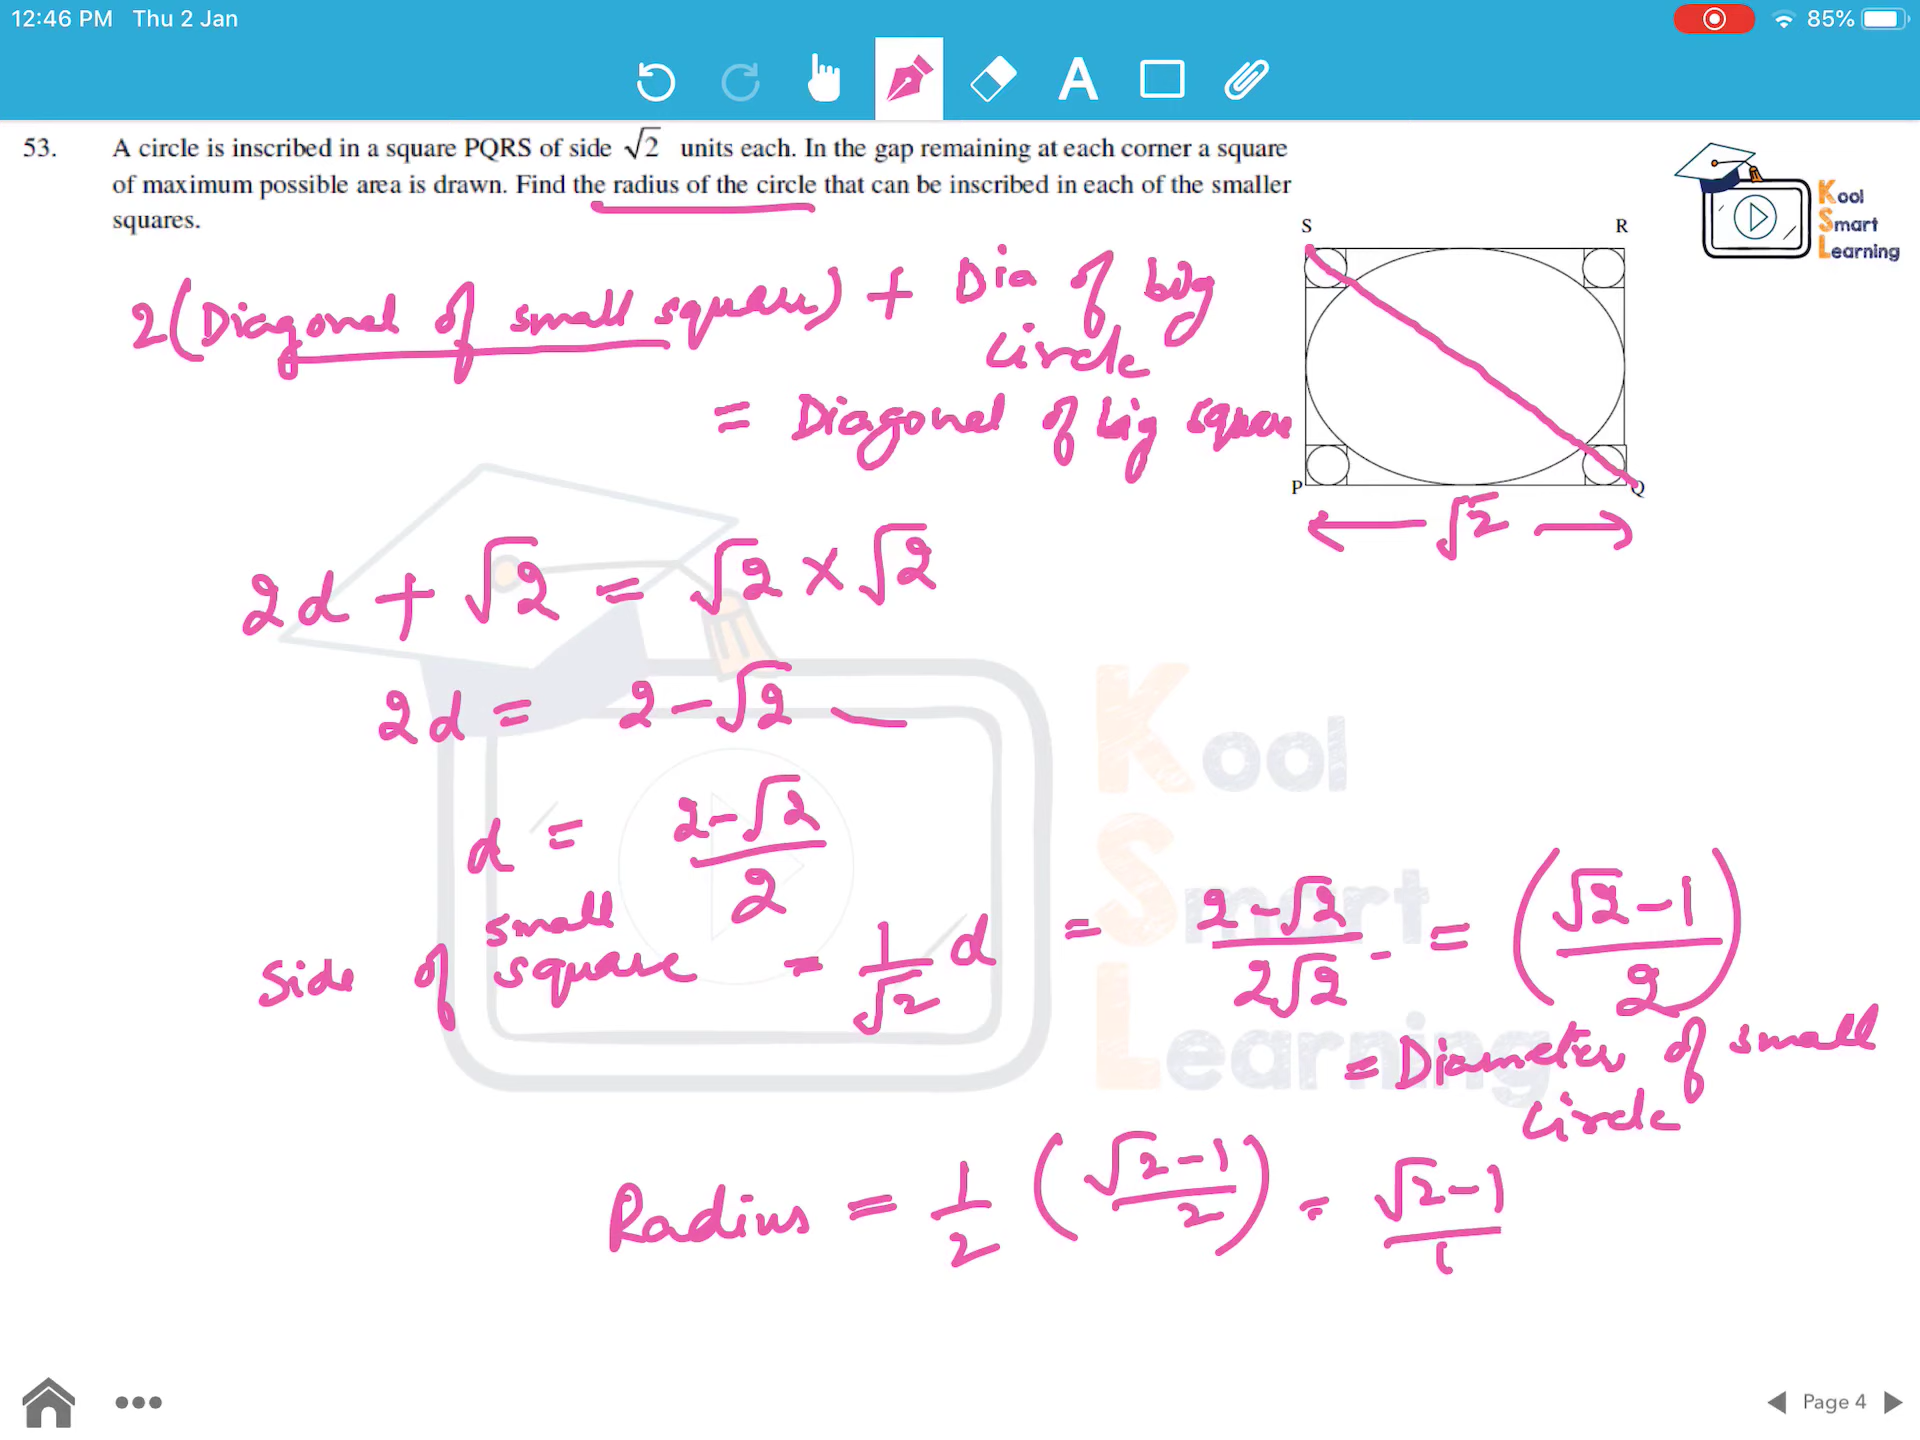 12:46 PM Thu 2 Jan
85%
A
53. A circle is inscribed in a square PQRS of side √2 units each. In the gap remaining at each corner a square
of maximum possible area is drawn. Find the radius of the circle that can be inscribed in each of the smaller
squares.
Kool
Smart
Learning
S R
P Q
√2
2(Diagonal of small square) + Dia of big
circle
= Diagonal of big square
2d + √2 = √2 × √2
2d = 2-√2
d = (2-√2)/2
Side of small square = 1/√2 d = (2-√2)/(2√2) = ((√2-1)/2)
= Diameter of small
circle
Radius = 1/2 ((√2-1)/2) = (√2-1)/
Kool
Smart
Learning
Page 4